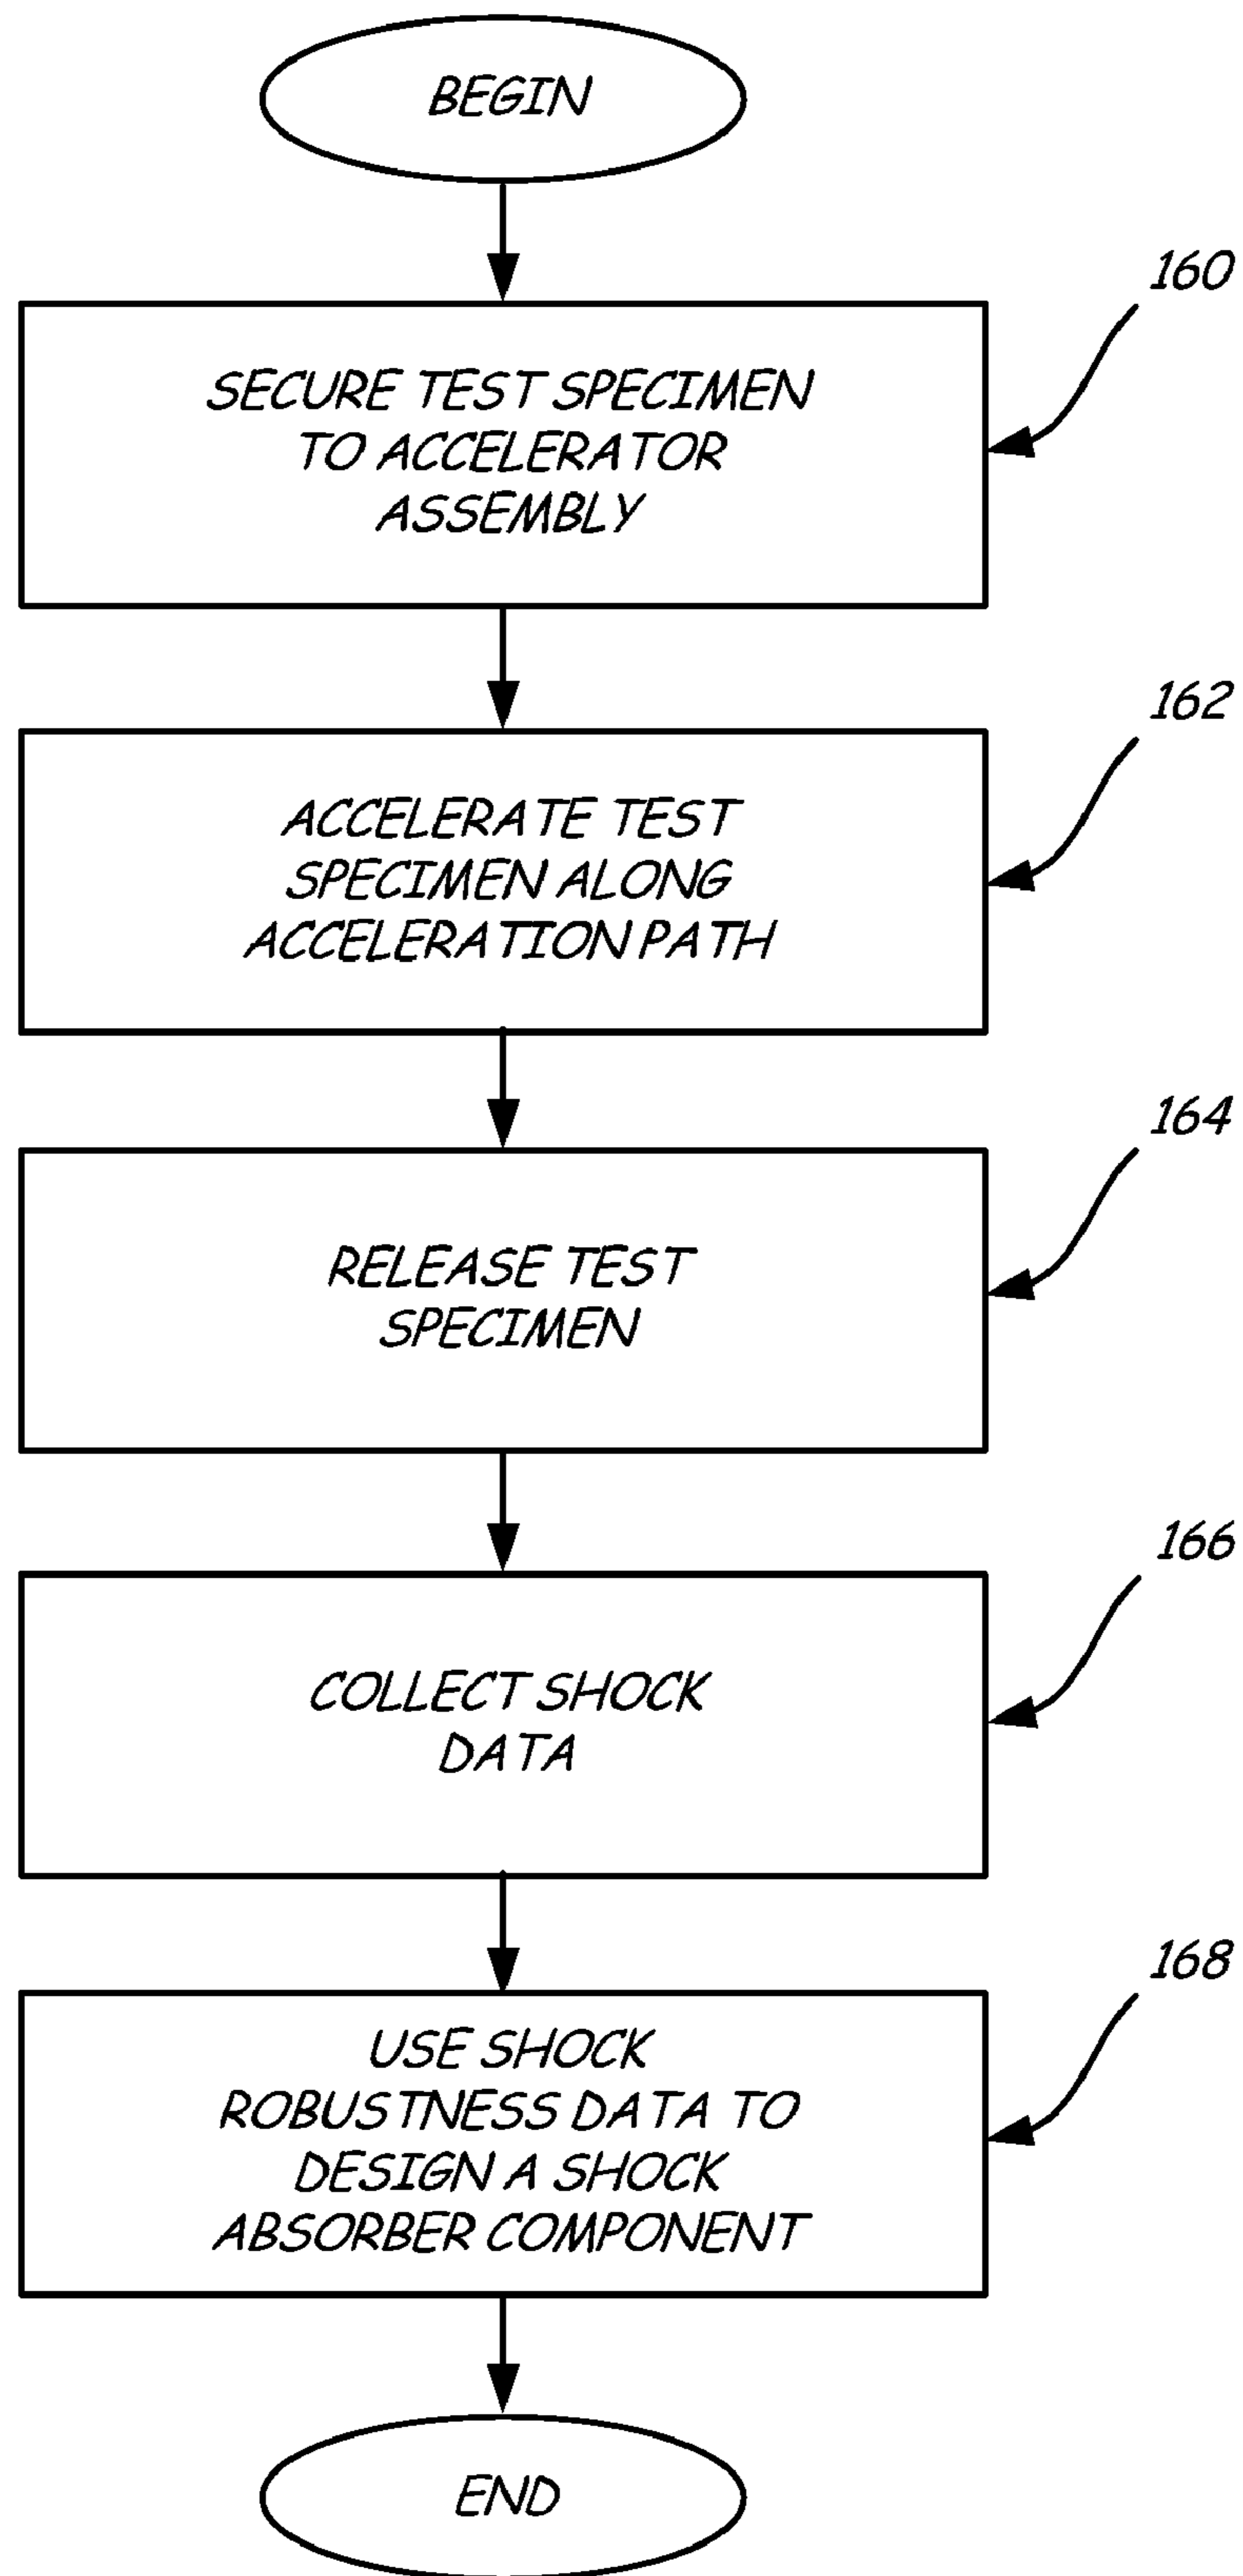 BEGIN
160
SECURE TEST SPECIMEN
TO ACCELERATOR
ASSEMBLY
162
ACCELERATE TEST
SPECIMEN ALONG
ACCELERATION PATH
164
RELEASE TEST
SPECIMEN
166
COLLECT SHOCK
DATA
168
USE SHOCK
ROBUSTNESS DATA TO
DESIGN A SHOCK
ABSORBER COMPONENT
END